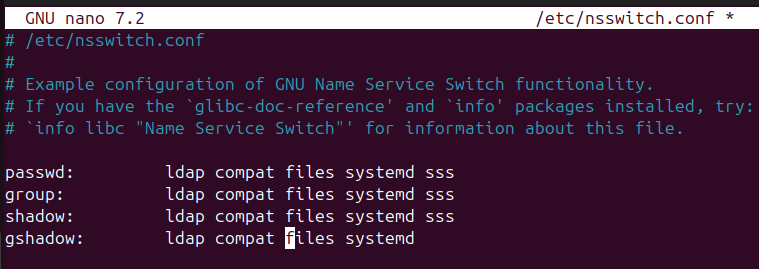 GNU nano 7.2 /etc/nsswitch.conf *
# /etc/nsswitch.conf
#
# Example configuration of GNU Name Service Switch functionality.
# If you have the `glibc-doc-reference' and `info' packages installed, try:
# `info libc "Name Service Switch"' for information about this file.
passwd: ldap compat files systemd sss
group: ldap compat files systemd sss
shadow: ldap compat files systemd sss
gshadow: ldap compat files systemd